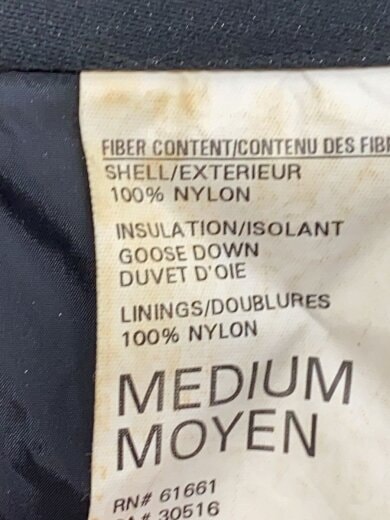 FIBER CONTENT/CONTENU DES
SHELL/EXTERIEUR
100% NYLON
INSULATION/ISOLANT
GOOSE DOWN
DUVET D'OIE
LININGS/DOUBLURES
100% NYLON
MEDIUM
MOYEN
RN# 61661
30516